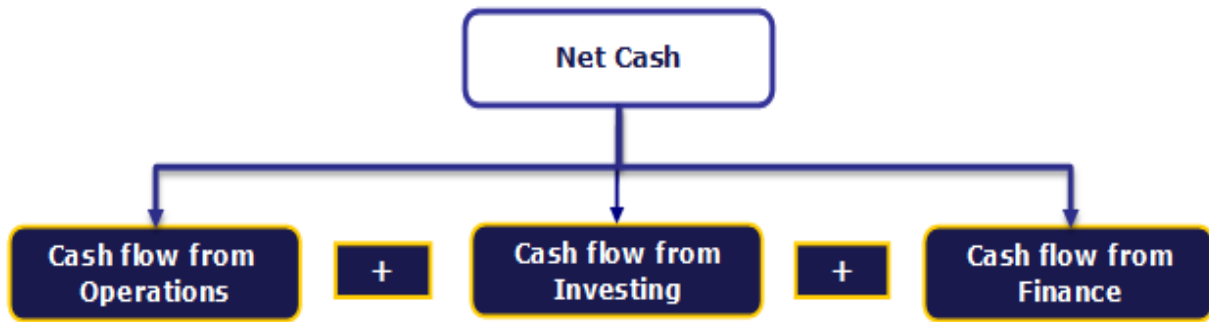 Net Cash
Cash flow from
Operations
+
Cash flow from
Investing
+
Cash flow from
Finance